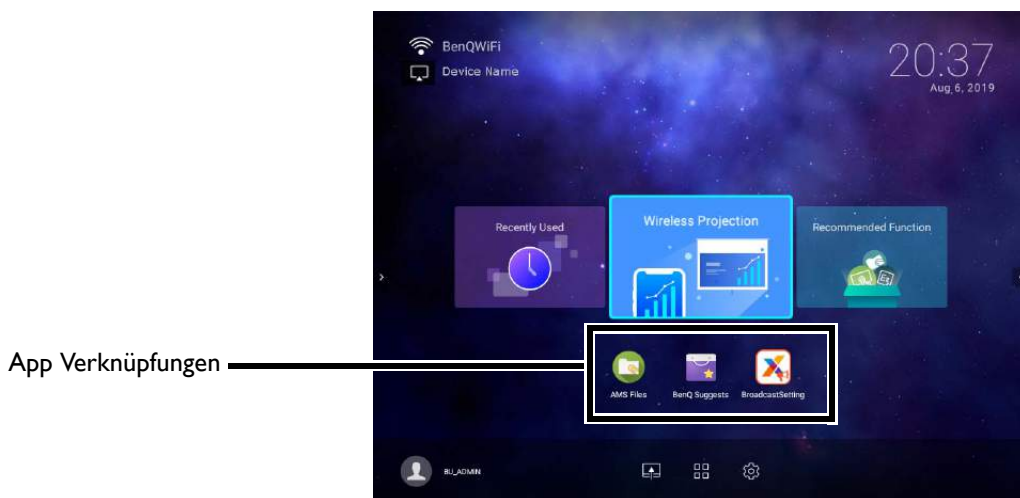 BenQWiFi
Device Name
20:37
Aug 6, 2019
Recently Used
Wireless Projection
Recommended Function
App Verknüpfungen
AMS Files BenQ Suggests BroadcastSetting
BU_ADMIN